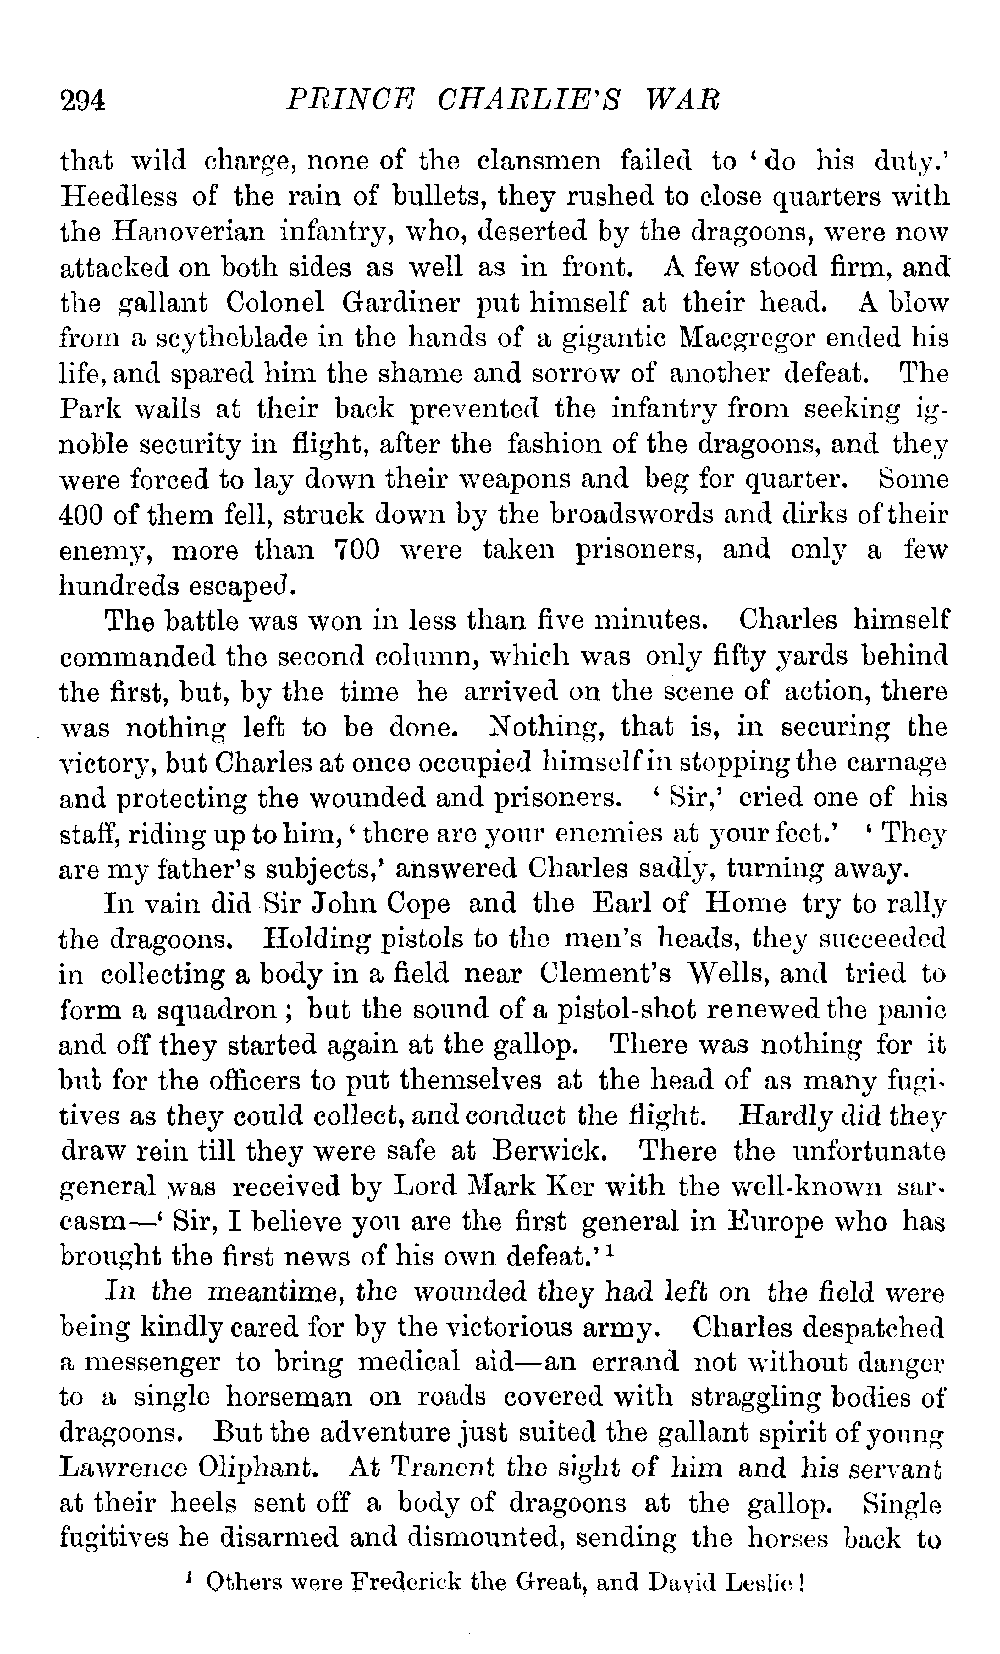 294 PRINCE CHARLIE'S WAR
that wild charge, none of the clansmen failed to ‘ do his duty.’
Heedless of the rain of bullets, they rushed to close quarters with
the Hanoverian infantry, who, deserted by the dragoons, were now
attacked on both sides as well as in front. A few stood firm, and
the gallant Colonel Gardiner put himself at their head. A blow
from a scytheblade in the hands of a gigantic Macgregor ended his
life, and spared him the shame and sorrow of another defeat. The
Park walls at their back prevented the infantry from seeking ig-
noble security in flight, after the fashion of the dragoons, and they
were forced to lay down their weapons and beg for quarter. Some
400 of them fell, struck down by the broadswords and dirks of their
enemy, more than 700 were taken prisoners, and only a few
hundreds escaped.
The battle was won in less than five minutes. Charles himself
commanded the second column, which was only fifty yards behind
the first, but, by the time he arrived on the scene of action, there
was nothing left to be done. Nothing, that is, in securing the
victory, but Charles at once occupied himself in stopping the carnage
and protecting the wounded and prisoners. ‘ Sir,’ cried one of his
staff, riding up to him, ‘ there are your enemies at your feet.’ ‘ They
are my father’s subjects,’ answered Charles sadly, turning away.
In vain did Sir John Cope and the Earl of Home try to rally
the dragoons. Holding pistols to the men’s heads, they succeeded
in collecting a body in a field near Clement’s Wells, and tried to
form a squadron ; but the sound of a pistol-shot renewed the panic
and off they started again at the gallop. There was nothing for it
but for the officers to put themselves at the head of as many fugi-
tives as they could collect, and conduct the flight. Hardly did they
draw rein till they were safe at Berwick. There the unfortunate
general was received by Lord Mark Ker with the well-known sar-
casm—‘ Sir, I believe you are the first general in Europe who has
brought the first news of his own defeat.’ ¹
In the meantime, the wounded they had left on the field were
being kindly cared for by the victorious army. Charles despatched
a messenger to bring medical aid—an errand not without danger
to a single horseman on roads covered with straggling bodies of
dragoons. But the adventure just suited the gallant spirit of young
Lawrence Oliphant. At Tranent the sight of him and his servant
at their heels sent off a body of dragoons at the gallop. Single
fugitives he disarmed and dismounted, sending the horses back to
¹ Others were Frederick the Great, and David Leslie !